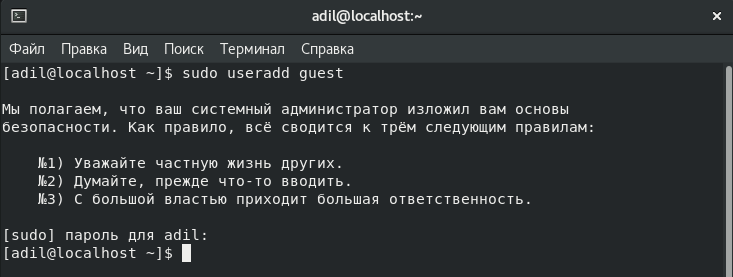 adil@localhost:~
Файл Правка Вид Поиск Терминал Справка
[adil@localhost ~]$ sudo useradd guest
Мы полагаем, что ваш системный администратор изложил вам основы
безопасности. Как правило, всё сводится к трём следующим правилам:
№1) Уважайте частную жизнь других.
№2) Думайте, прежде что-то вводить.
№3) С большой властью приходит большая ответственность.
[sudo] пароль для adil:
[adil@localhost ~]$